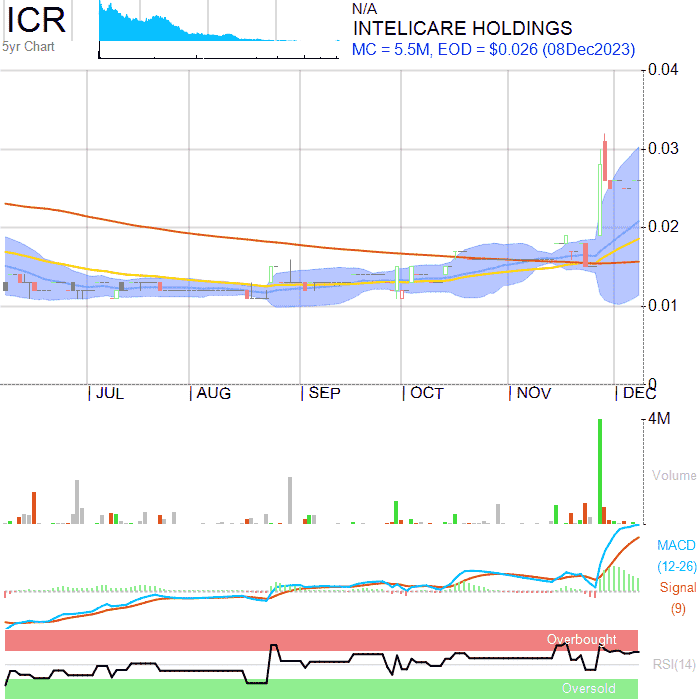 ICR
5yr Chart
N/A
INTELICARE HOLDINGS
MC = 5.5M, EOD = $0.026 (08Dec2023)
0.04
0.03
0.02
0.01
0
JUL AUG SEP OCT NOV DEC
4M
Volume
MACD
(12-26)
Signal
(9)
Overbought
RSI(14)
Oversold